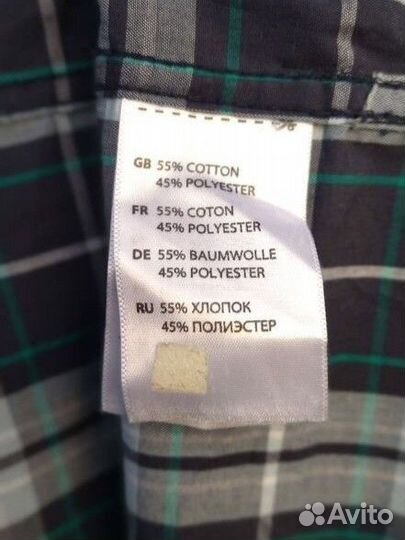 GB 55% COTTON
45% POLYESTER
FR 55% COTON
45% POLYESTER
DE 55% BAUMWOLLE
45% POLYESTER
RU 55% ХЛОПОК
45% ПОЛИЭСТЕР
Avito